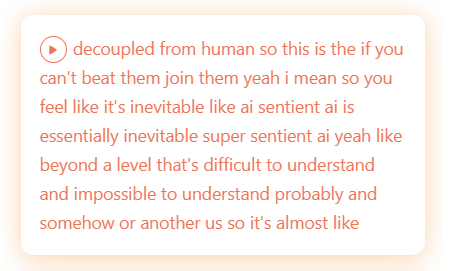 decoupled from human so this is the if you
can't beat them join them yeah i mean so you
feel like it's inevitable like ai sentient ai is
essentially inevitable super sentient ai yeah like
beyond a level that's difficult to understand
and impossible to understand probably and
somehow or another us so it's almost like